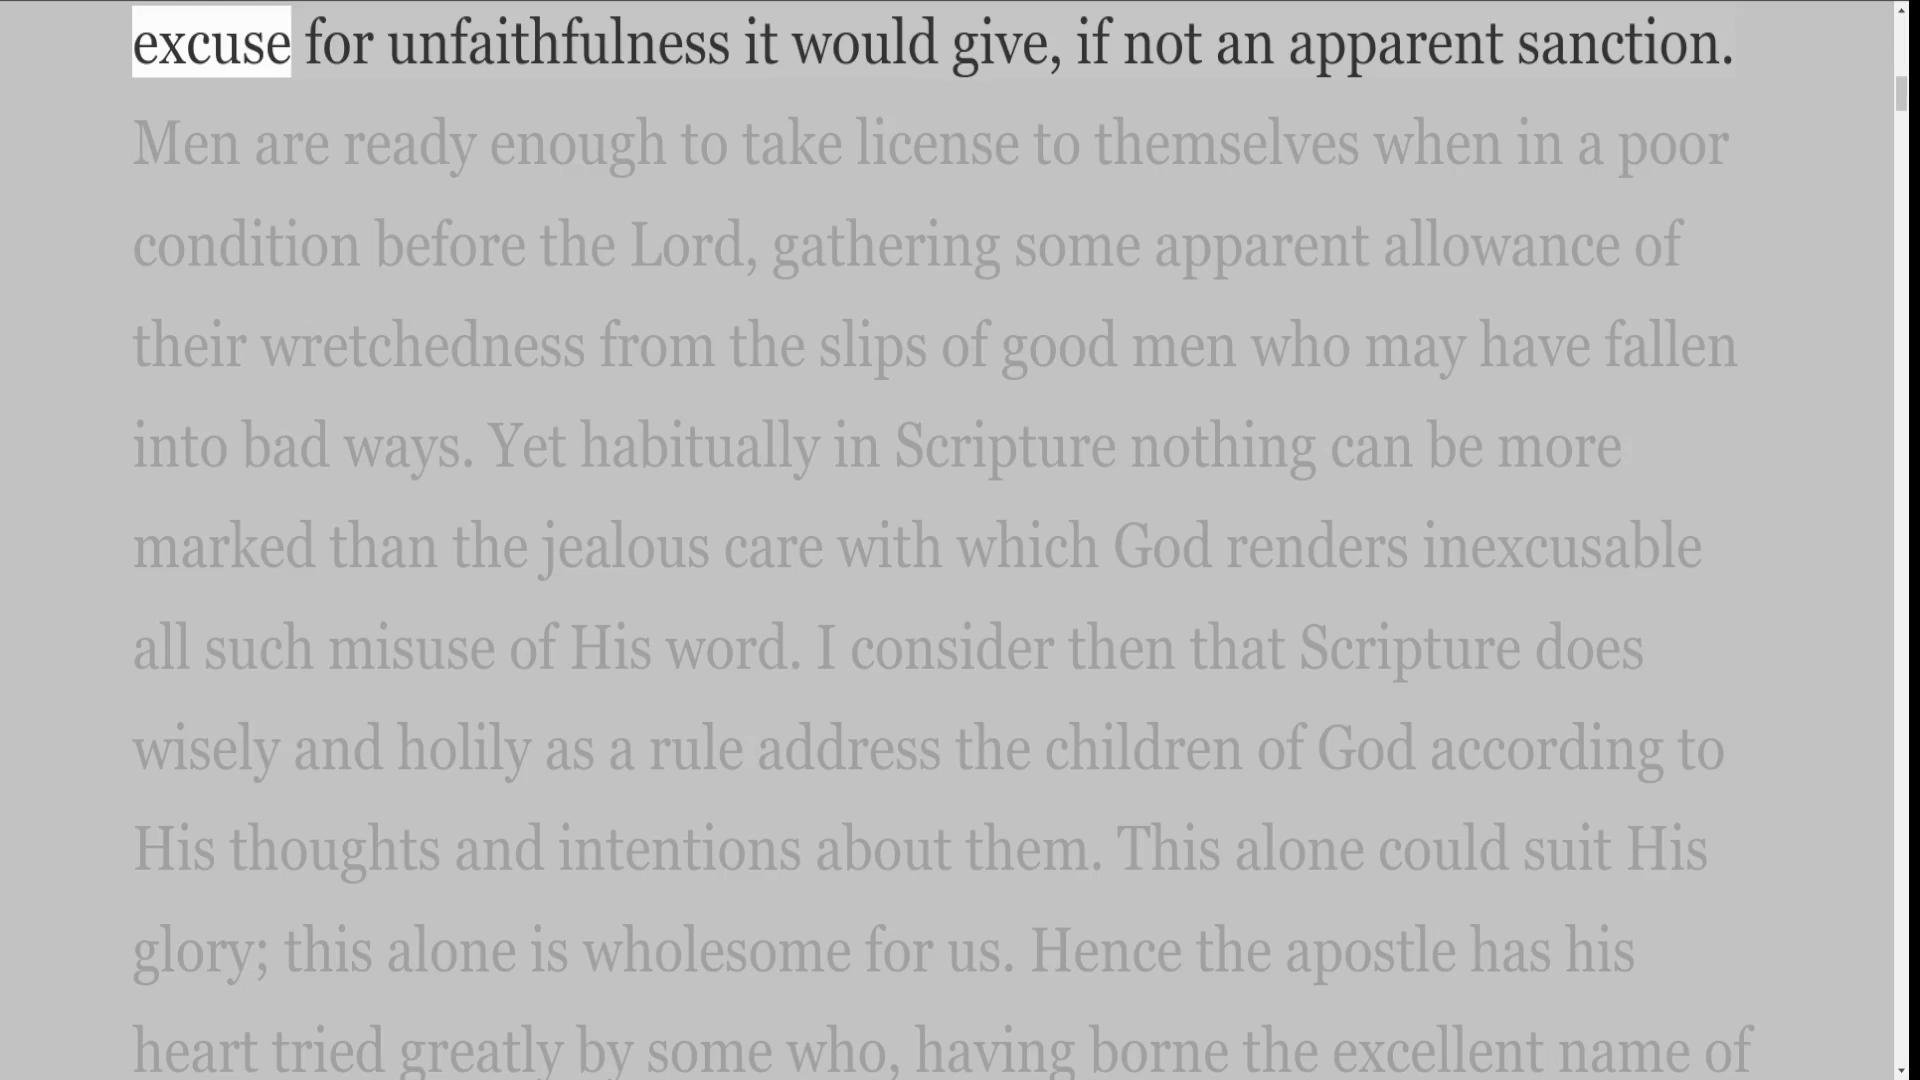 excuse for unfaithfulness it would give, if not an apparent sanction.
Men are ready enough to take license to themselves when in a poor
condition before the Lord, gathering some apparent allowance of
their wretchedness from the slips of good men who may have fallen
into bad ways. Yet habitually in Scripture nothing can be more
marked than the jealous care with which God renders inexcusable
all such misuse of His word. I consider then that Scripture does
wisely and holily as a rule address the children of God according to
His thoughts and intentions about them. This alone could suit His
glory; this alone is wholesome for us. Hence the apostle has his
heart tried greatly by some who, having borne the excellent name of